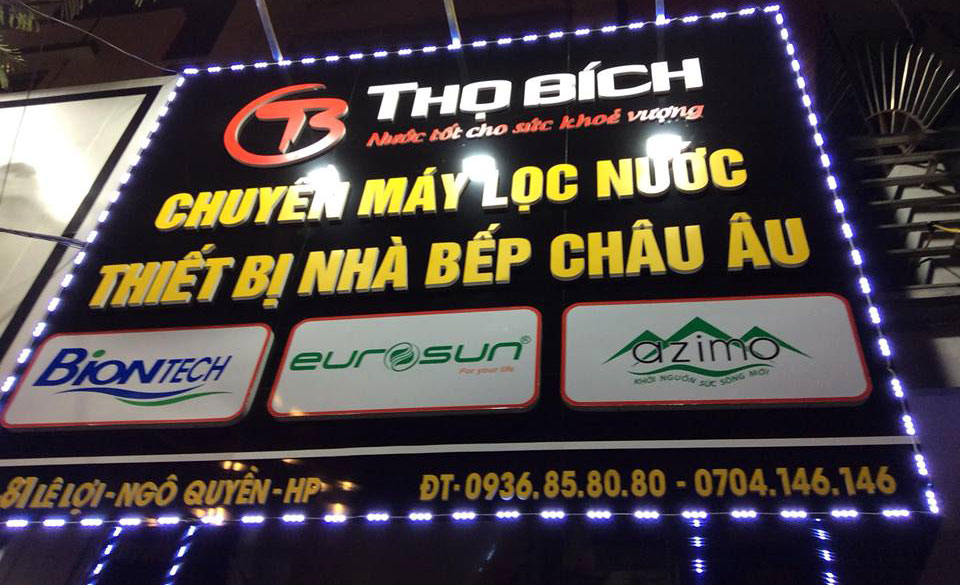 TB THỌ BÍCH
Nước tốt cho sức khoẻ vượng
CHUYÊN MÁY LỌC NƯỚC
THIẾT BỊ NHÀ BẾP CHÂU ÂU
BIONTECH
eurosun®
For your life
azimo
KHƠI NGUỒN SỨC SỐNG MỚI
81 LÊ LỢI - NGÔ QUYỀN - HP ĐT: 0936.85.80.80 - 0704.146.146